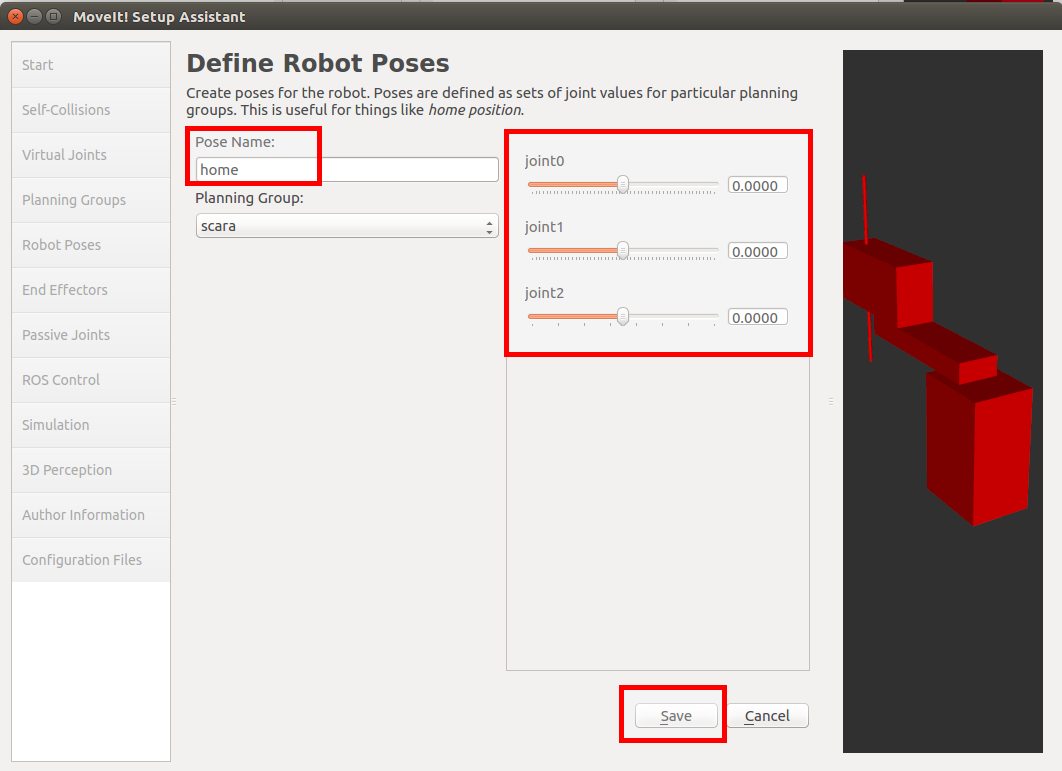 MoveIt! Setup Assistant
Start
Self-Collisions
Virtual Joints
Planning Groups
Robot Poses
End Effectors
Passive Joints
ROS Control
Simulation
3D Perception
Author Information
Configuration Files
Define Robot Poses
Create poses for the robot. Poses are defined as sets of joint values for particular planning
groups. This is useful for things like home position.
Pose Name:
home
Planning Group:
scara
joint0
0.0000
joint1
0.0000
joint2
0.0000
Save
Cancel